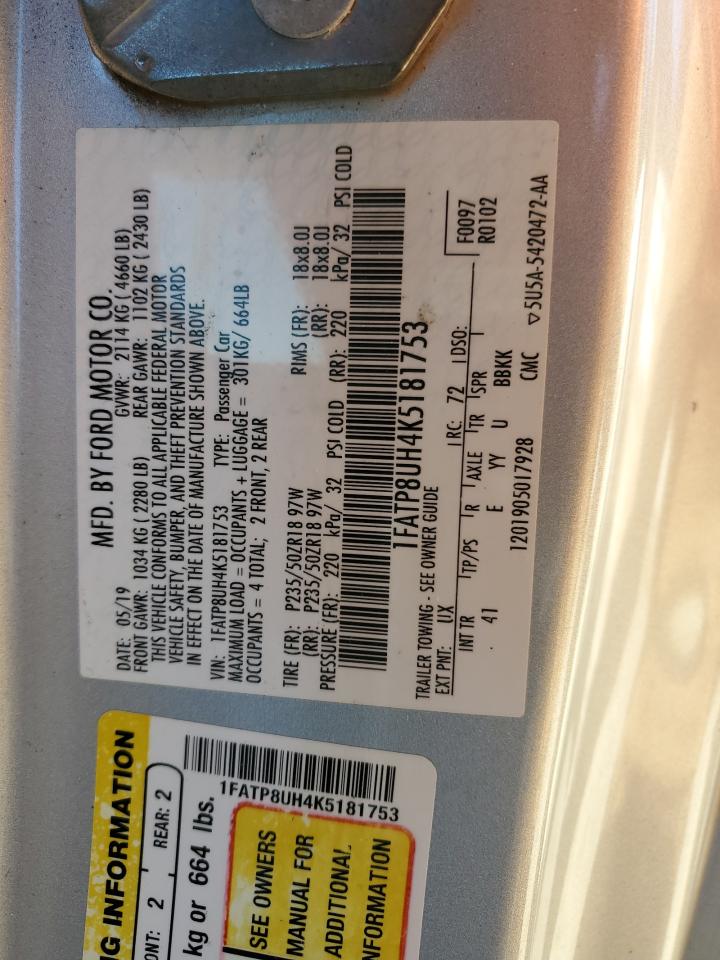 MFD. BY FORD MOTOR CO.
DATE: 05/19 GVWR: 2114 KG ( 4660 LB)
FRONT GAWR: 1034 KG ( 2280 LB) REAR GAWR: 1102 KG ( 2430 LB)
THIS VEHICLE CONFORMS TO ALL APPLICABLE FEDERAL MOTOR
VEHICLE SAFETY, BUMPER, AND THEFT PREVENTION STANDARDS
IN EFFECT ON THE DATE OF MANUFACTURE SHOWN ABOVE.
VIN: 1FATP8UH4K5181753 TYPE: Passenger Car
MAXIMUM LOAD = OCCUPANTS + LUGGAGE = 301KG/ 664LB
OCCUPANTS = 4 TOTAL; 2 FRONT, 2 REAR
TIRE (FR): P235/50ZR18 97W RIMS (FR): 18x8.0J
(RR): P235/50ZR18 97W (RR): 18x8.0J
PRESSURE (FR): 220 kPa/ 32 PSI COLD (RR): 220 kPa/ 32 PSI COLD
1FATP8UH4K5181753
TRAILER TOWING - SEE OWNER GUIDE
EXT PNT: UX RC: 72 DSO: F0097
R0102
INT TR TP/PS R AXLE TR SPR
41 E YY U BBKK
1201905017928 CMC ▽5U5A-5420472-AA
NG INFORMATION
ONT: 2 REAR: 2
kg or 664 lbs.
1FATP8UH4K5181753
SEE OWNERS
MANUAL FOR
ADDITIONAL
NFORMATION